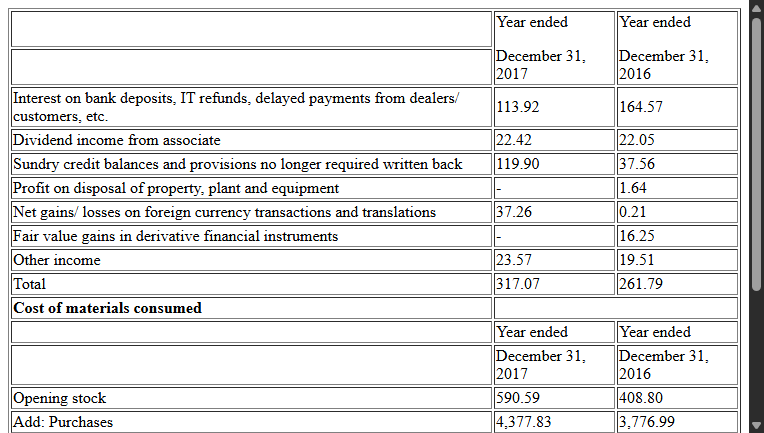 Year ended Year ended
December 31, 2017 December 31, 2016
Interest on bank deposits, IT refunds, delayed payments from dealers/ customers, etc. 113.92 164.57
Dividend income from associate 22.42 22.05
Sundry credit balances and provisions no longer required written back 119.90 37.56
Profit on disposal of property, plant and equipment - 1.64
Net gains/ losses on foreign currency transactions and translations 37.26 0.21
Fair value gains in derivative financial instruments - 16.25
Other income 23.57 19.51
Total 317.07 261.79
Cost of materials consumed
Year ended Year ended
December 31, 2017 December 31, 2016
Opening stock 590.59 408.80
Add: Purchases 4,377.83 3,776.99